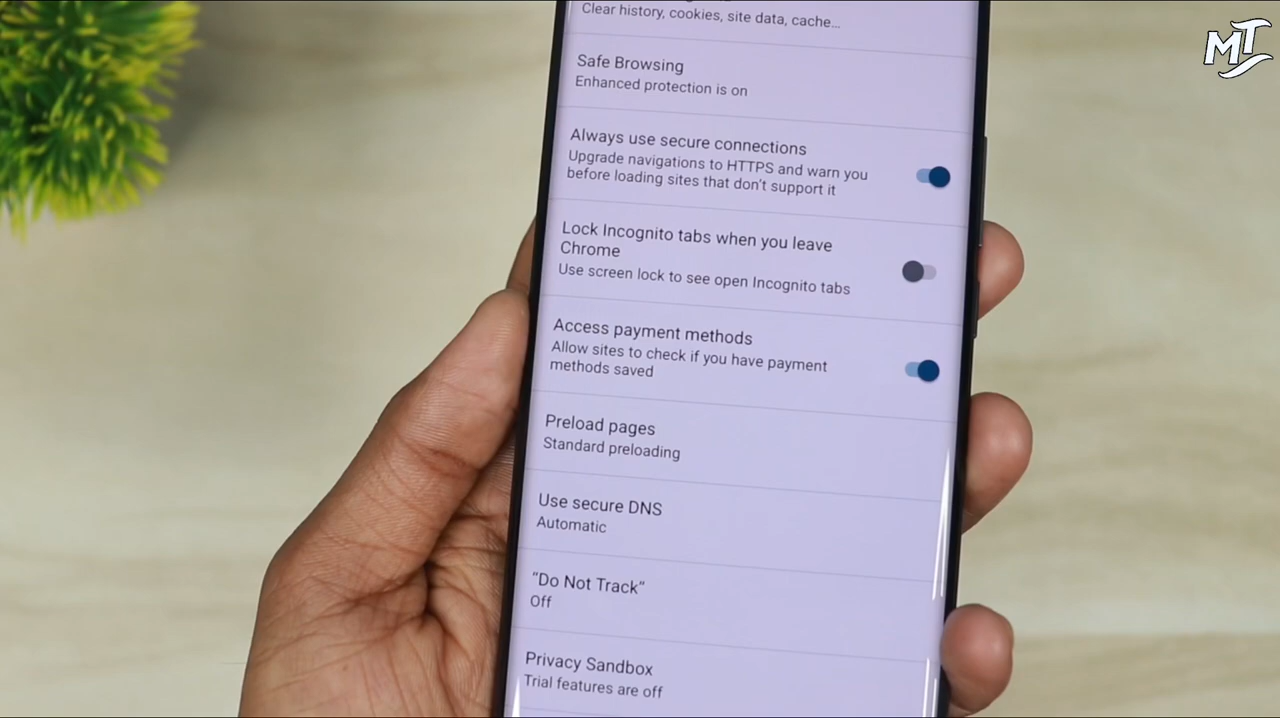 MT
Clear history, cookies, site data, cache...
Safe Browsing
Enhanced protection is on
Always use secure connections
Upgrade navigations to HTTPS and warn you
before loading sites that don't support it
Lock Incognito tabs when you leave
Chrome
Use screen lock to see open Incognito tabs
Access payment methods
Allow sites to check if you have payment
methods saved
Preload pages
Standard preloading
Use secure DNS
Automatic
“Do Not Track”
Off
Privacy Sandbox
Trial features are off